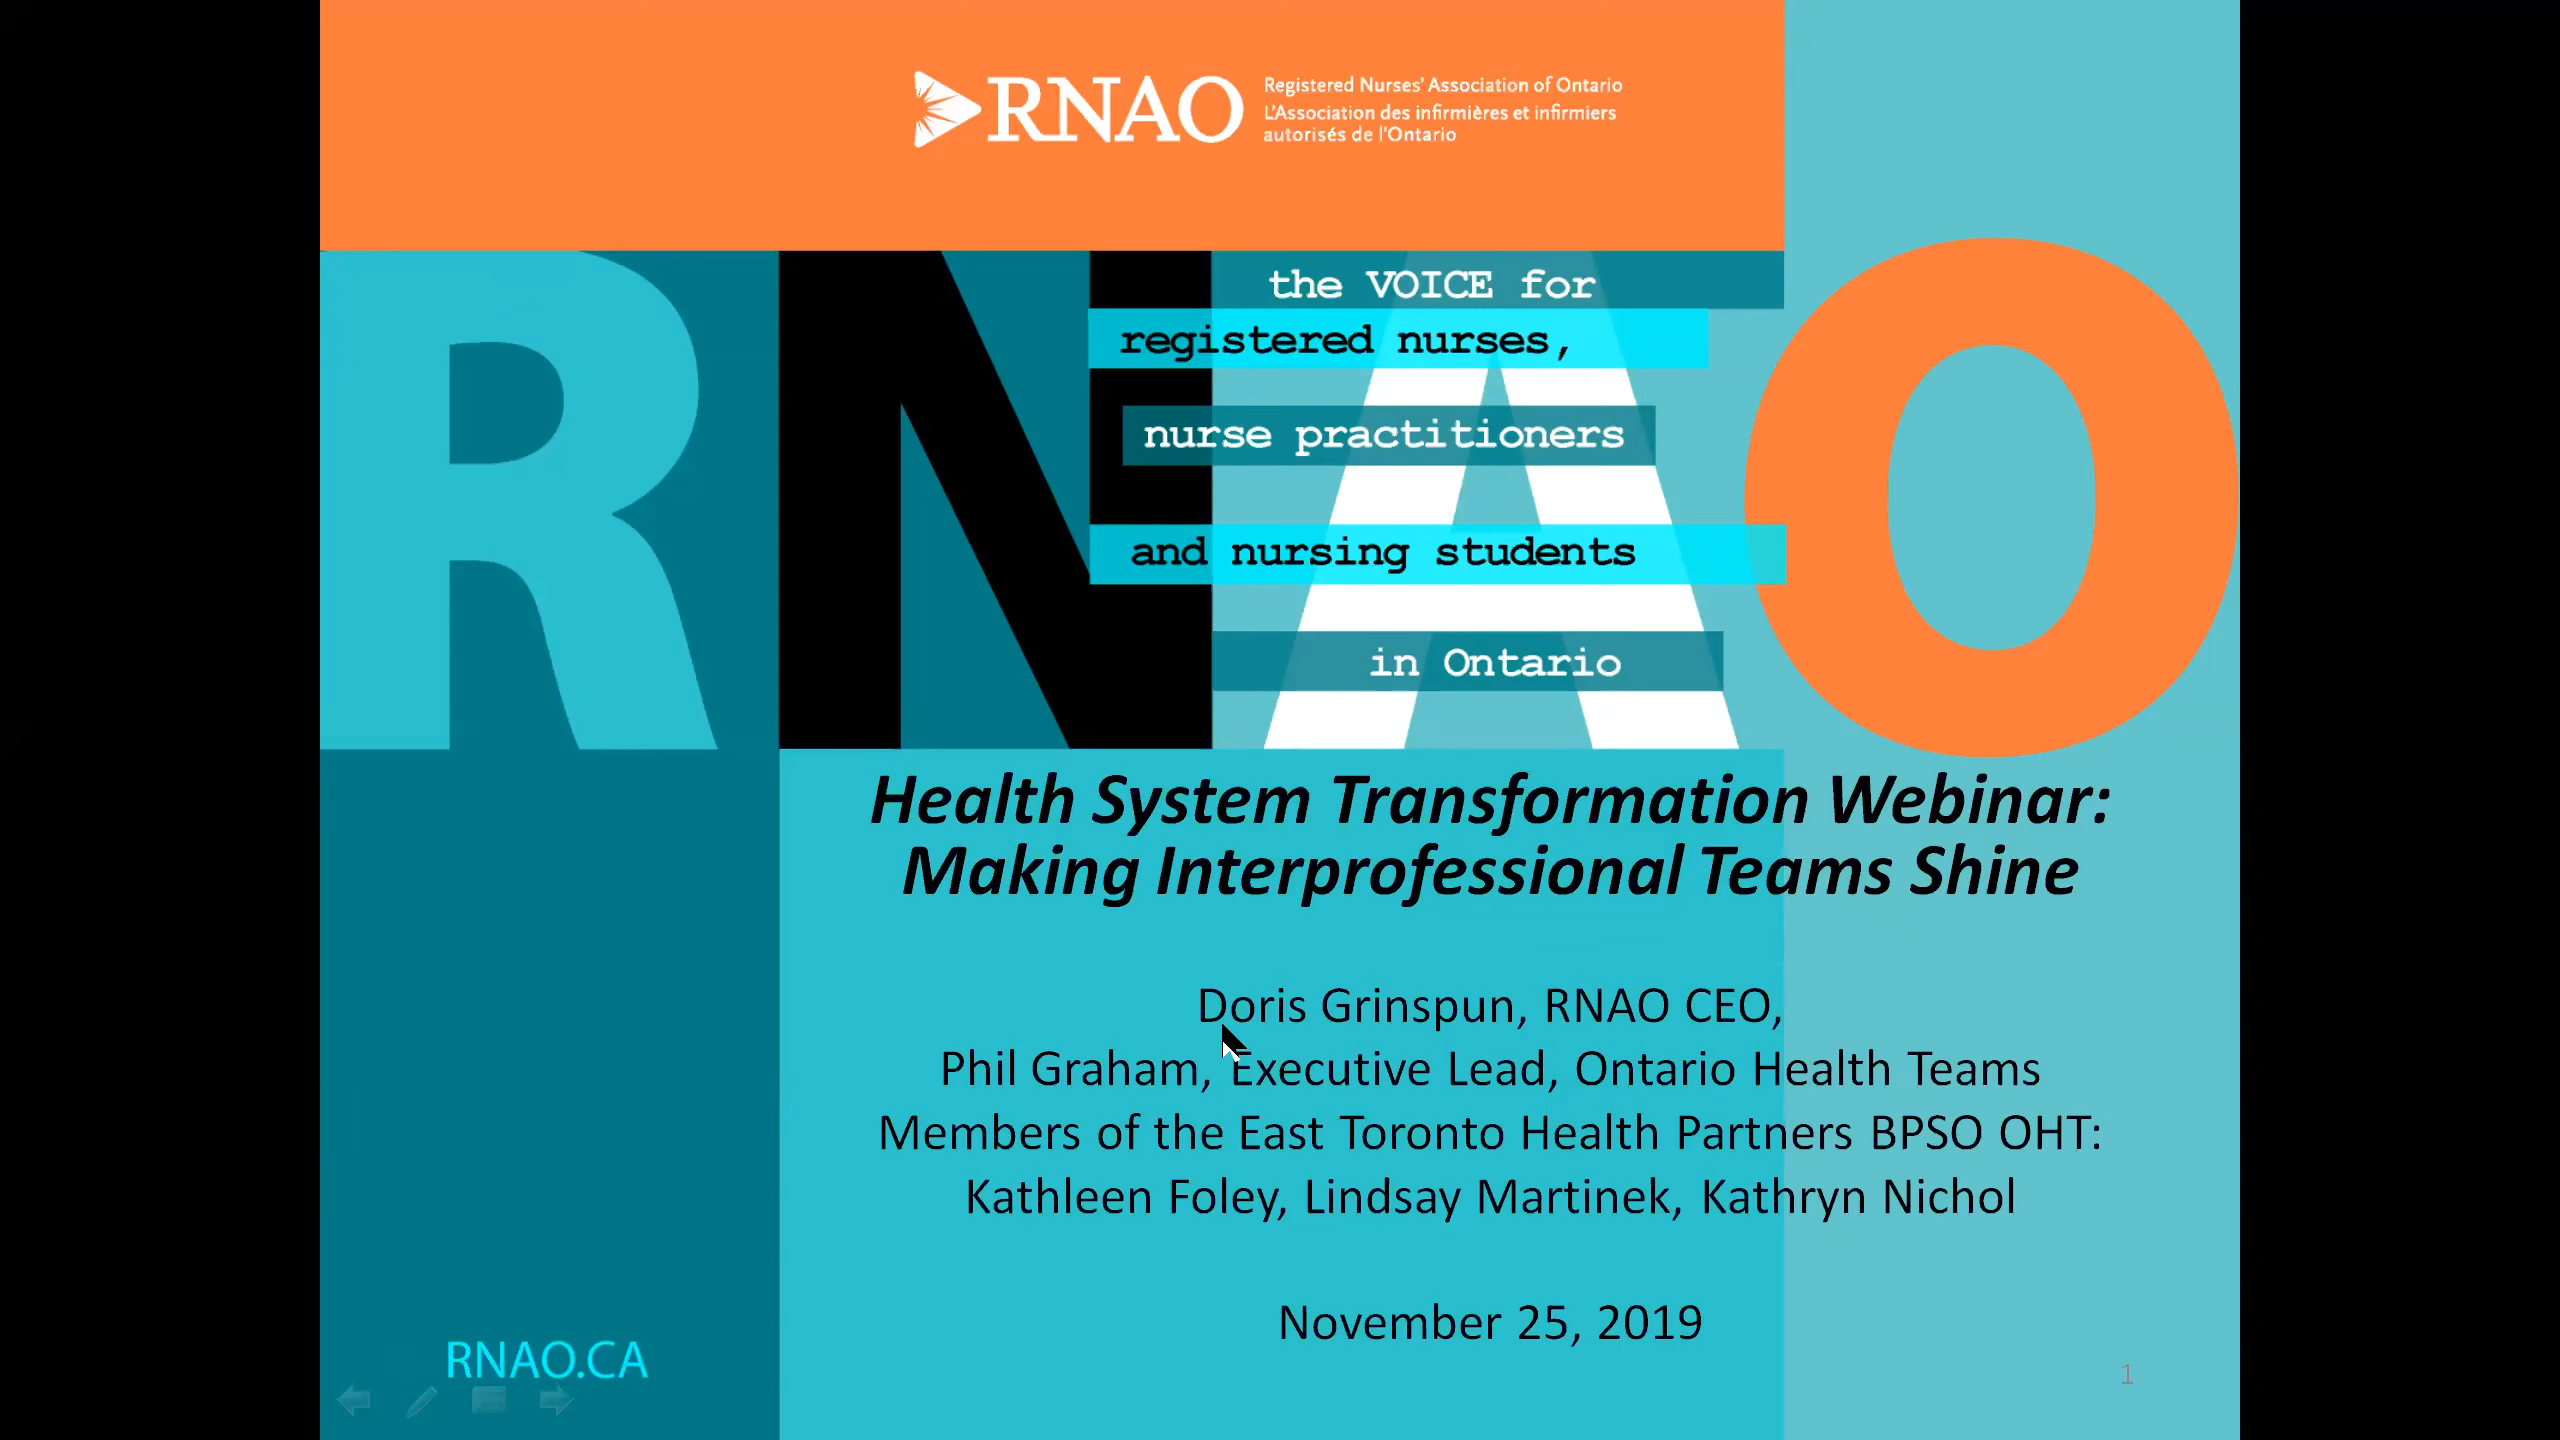 RNAO
Registered Nurses' Association of Ontario
L'Association des infirmières et infirmiers
autorisés de l'Ontario
RNAO
the VOICE for
registered nurses,
nurse practitioners
and nursing students
in Ontario
Health System Transformation Webinar:
Making Interprofessional Teams Shine
Doris Grinspun, RNAO CEO,
Phil Graham, Executive Lead, Ontario Health Teams
Members of the East Toronto Health Partners BPSO OHT:
Kathleen Foley, Lindsay Martinek, Kathryn Nichol
November 25, 2019
RNAO.CA
1